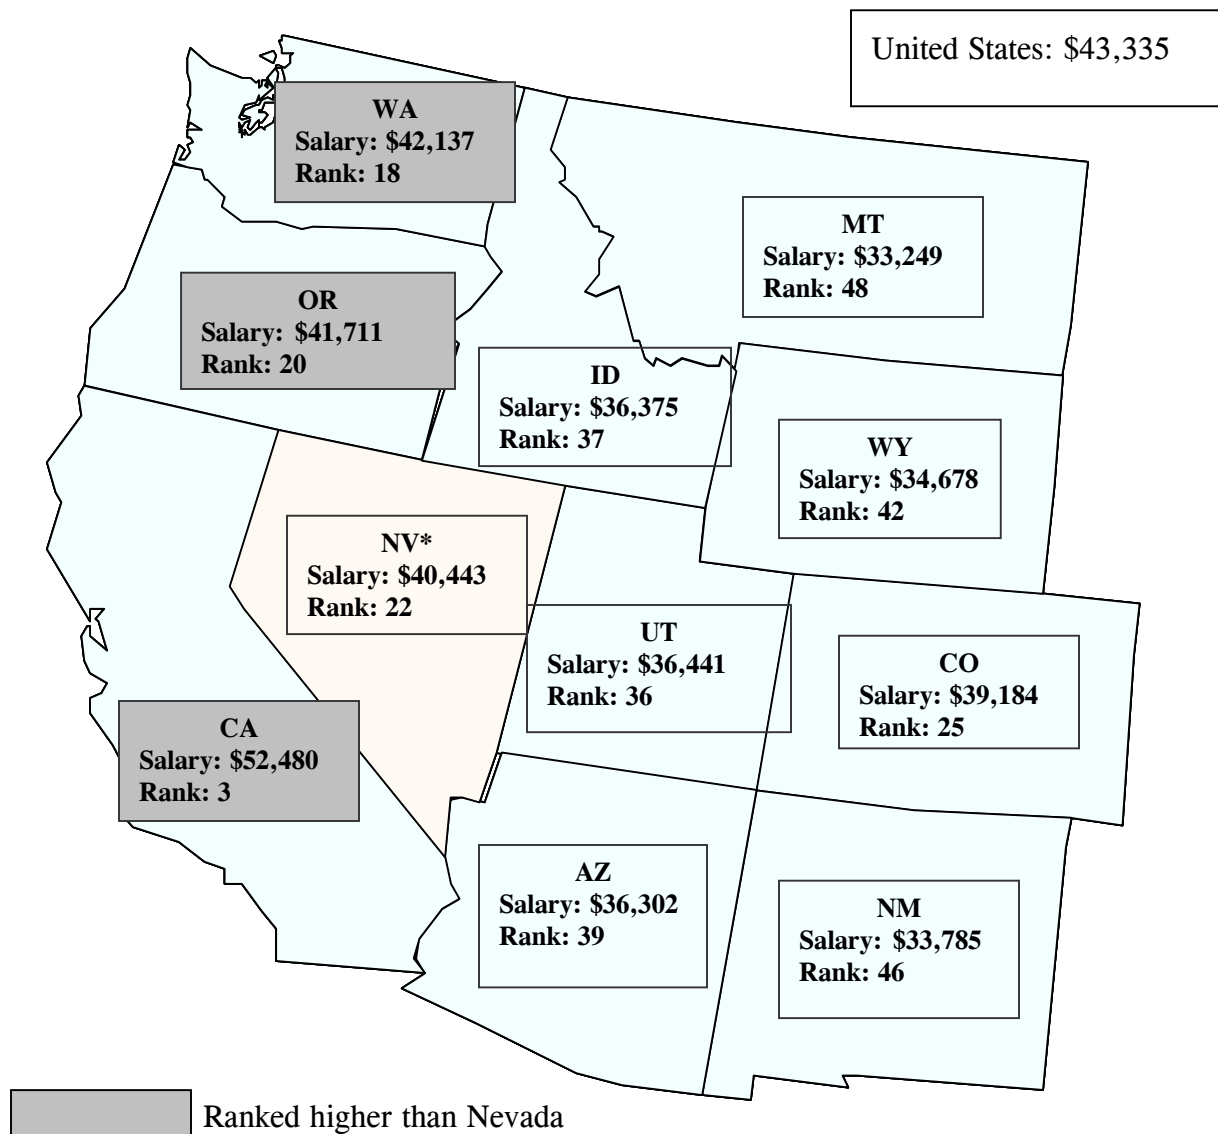 United States: $43,335
WA
Salary: $42,137
Rank: 18
MT
Salary: $33,249
Rank: 48
OR
Salary: $41,711
Rank: 20
ID
Salary: $36,375
Rank: 37
WY
Salary: $34,678
Rank: 42
NV*
Salary: $40,443
Rank: 22
UT
Salary: $36,441
Rank: 36
CO
Salary: $39,184
Rank: 25
CA
Salary: $52,480
Rank: 3
AZ
Salary: $36,302
Rank: 39
NM
Salary: $33,785
Rank: 46
Ranked higher than Nevada